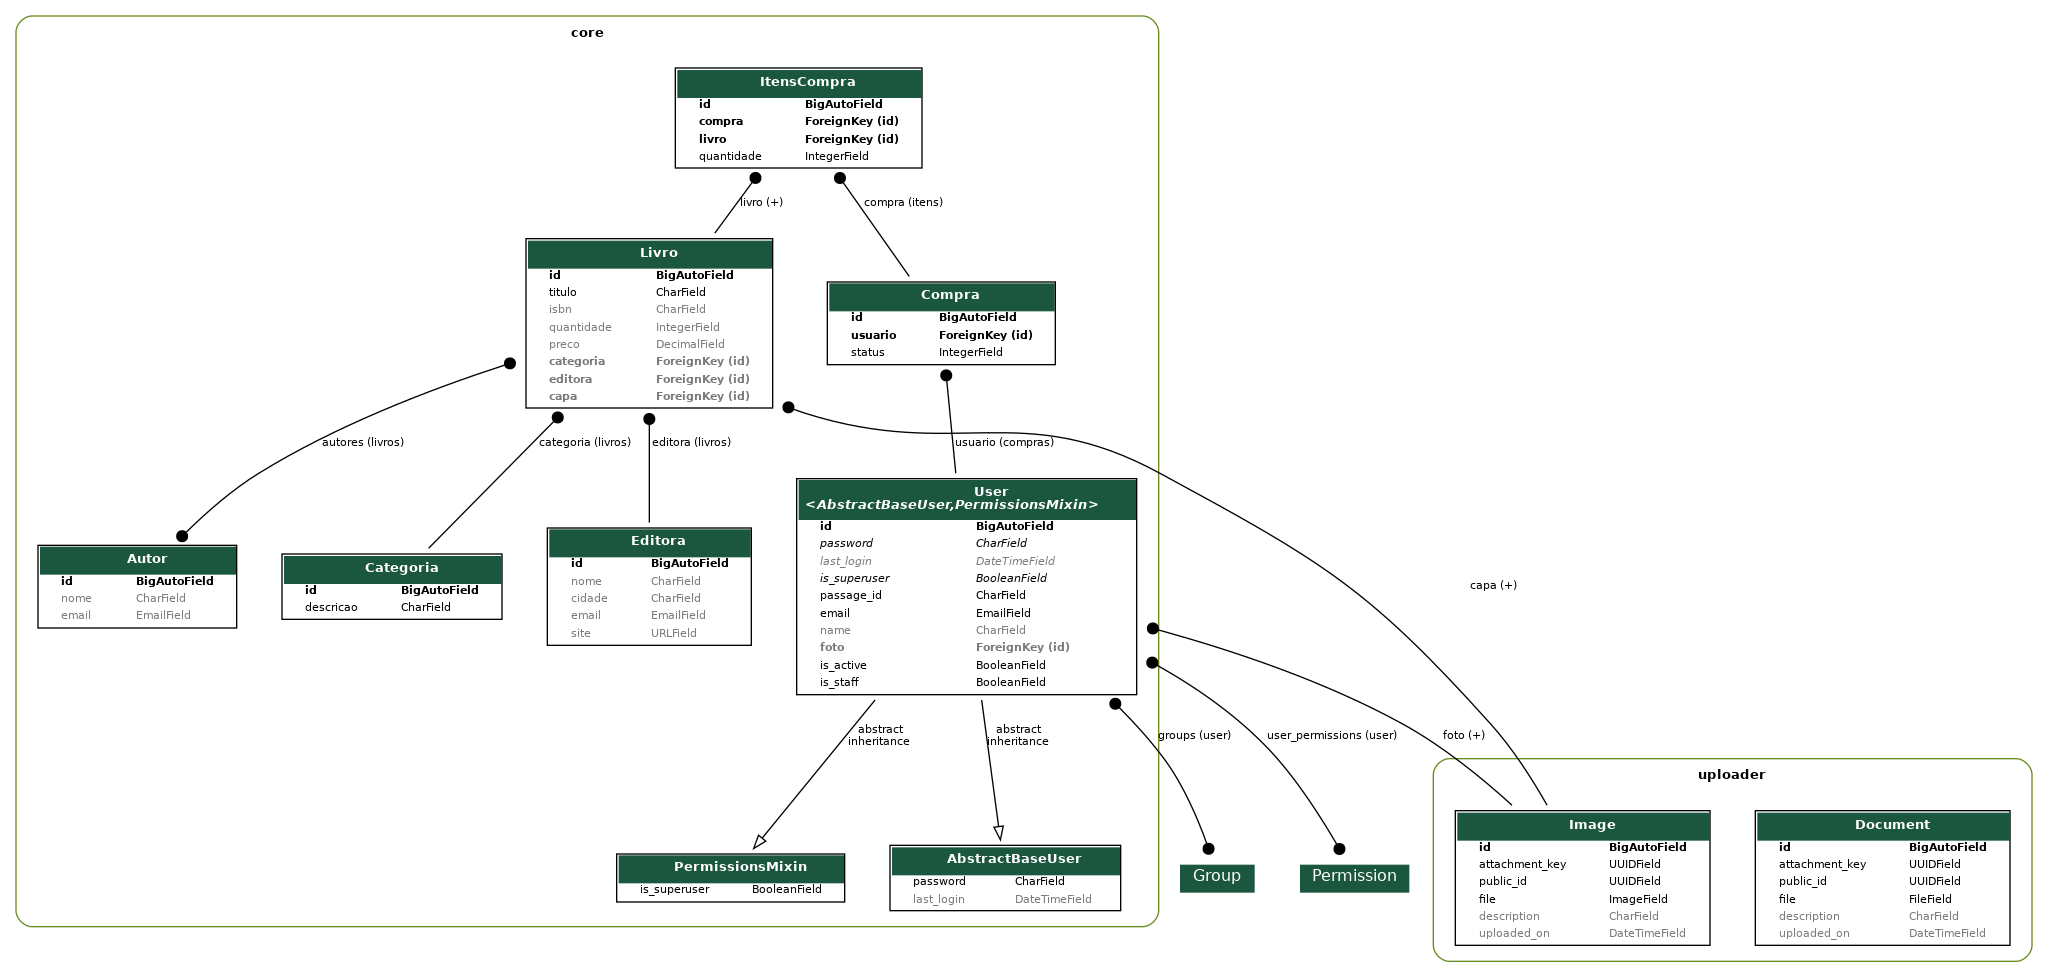 core
ItensCompra
id BigAutoField
compra ForeignKey (id)
livro ForeignKey (id)
quantidade IntegerField
livro (+)
compra (itens)
Livro
id BigAutoField
titulo CharField
isbn CharField
quantidade IntegerField
preco DecimalField
categoria ForeignKey (id)
editora ForeignKey (id)
capa ForeignKey (id)
Compra
id BigAutoField
usuario ForeignKey (id)
status IntegerField
autores (livros)
categoria (livros)
editora (livros)
usuario (compras)
capa (+)
Autor
id BigAutoField
nome CharField
email EmailField
Categoria
id BigAutoField
descricao CharField
Editora
id BigAutoField
nome CharField
cidade CharField
email EmailField
site URLField
User
<AbstractBaseUser,PermissionsMixin>
id BigAutoField
password CharField
last_login DateTimeField
is_superuser BooleanField
passage_id CharField
email EmailField
name CharField
foto ForeignKey (id)
is_active BooleanField
is_staff BooleanField
abstract
inheritance
abstract
inheritance
groups (user)
user_permissions (user)
foto (+)
PermissionsMixin
is_superuser BooleanField
AbstractBaseUser
password CharField
last_login DateTimeField
Group
Permission
uploader
Image
id BigAutoField
attachment_key UUIDField
public_id UUIDField
file ImageField
description CharField
uploaded_on DateTimeField
Document
id BigAutoField
attachment_key UUIDField
public_id UUIDField
file FileField
description CharField
uploaded_on DateTimeField